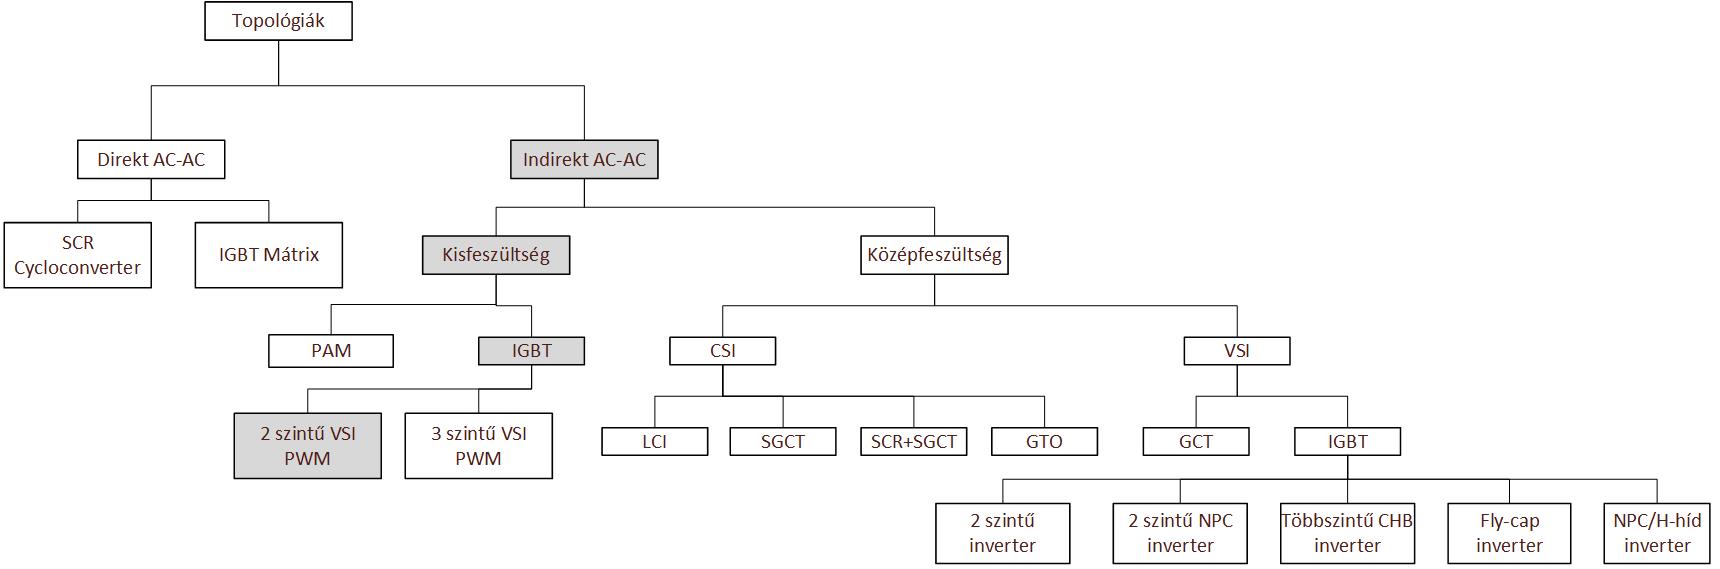 Topológiák
Direkt AC-AC
Indirekt AC-AC
SCR
Cycloconverter
IGBT Mátrix
Kisfeszültség
Középfeszültség
PAM
IGBT
CSI
VSI
2 szintű VSI
PWM
3 szintű VSI
PWM
LCI
SGCT
SCR+SGCT
GTO
GCT
IGBT
2 szintű
inverter
2 szintű NPC
inverter
Többszintű CHB
inverter
Fly-cap
inverter
NPC/H-híd
inverter